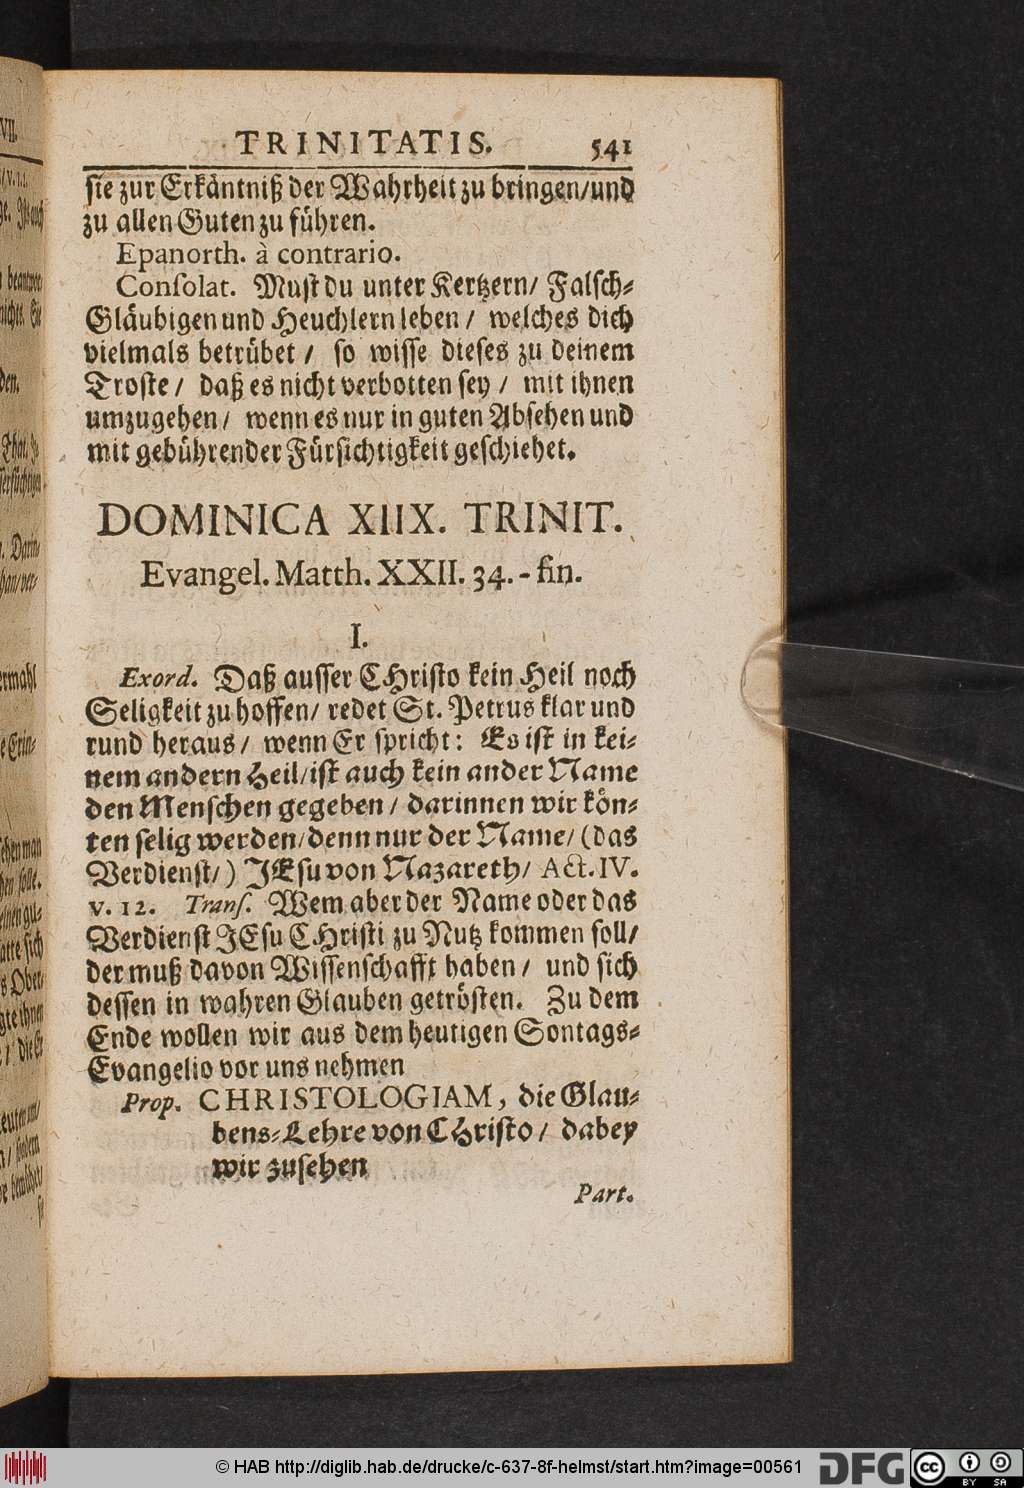 TRINITATIS. 541
sie zur Erkäntniß der Wahrheit zu bringen/und
zu allen Guten zu führen.
Epanorth. à contrario.
Consolat. Must du unter Kertzern/ Falsch-
Gläubigen und Heuchlern leben/ welches dich
vielmals betrübet/ so wisse dieses zu deinem
Troste/ daß es nicht verbotten sey/ mit ihnen
umzugehen/ wenn es nur in guten Absehen und
mit gebührender Fürsichtigkeit geschiehet.
DOMINICA XIIX. TRINIT.
Evangel. Matth. XXII. 34. - fin.
I.
Exord. Daß ausser CHristo kein Heil noch
Seligkeit zu hoffen/ redet St. Petrus klar und
rund heraus/ wenn Er spricht: Es ist in kei-
nem andern Heil/ist auch kein ander Name
den Menschen gegeben/ darinnen wir kön-
ten selig werden/denn nur der Name/ (das
Verdienst/) JEsu von Nazareth/ Act. IV.
v. 12. Trans. Wem aber der Name oder das
Verdienst JEsu CHristi zu Nutz kommen soll/
der muß davon Wissenschafft haben/ und sich
dessen in wahren Glauben getrösten. Zu dem
Ende wollen wir aus dem heutigen Sontags-
Evangelio vor uns nehmen
Prop. CHRISTOLOGIAM, die Glau-
bens-Lehre von CHristo/ dabey
wir zusehen
Part.
© HAB http://diglib.hab.de/drucke/c-637-8f-helmst/start.htm?image=00561
DFG
cc BY SA